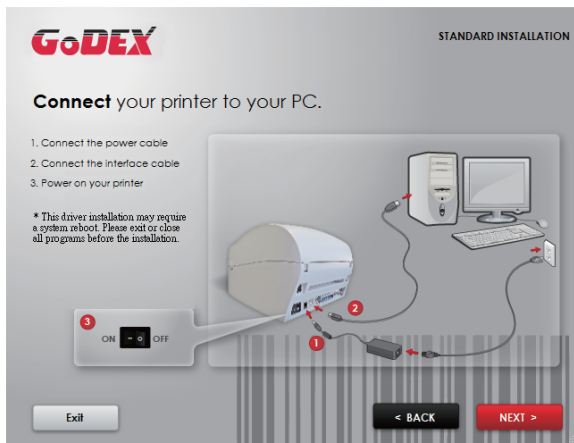 GoDEX
STANDARD INSTALLATION
Connect your printer to your PC.
1. Connect the power cable
2. Connect the interface cable
3. Power on your printer
* This driver installation may require
a system reboot. Please exit or close
all programs before the installation.
2
3
ON - o OFF
1
Exit
< BACK
NEXT >